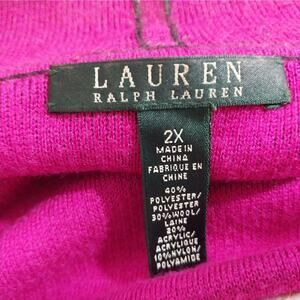 LAUREN
RALPH LAUREN
2X
MADE IN
CHINA
FABRIQUE EN
CHINE
40%
POLYESTER/
POLYESTER
30% WOOL/
LAINE
20%
ACRYLIC/
ACRYLIQUE
10% NYLON/
POLYAMIDE